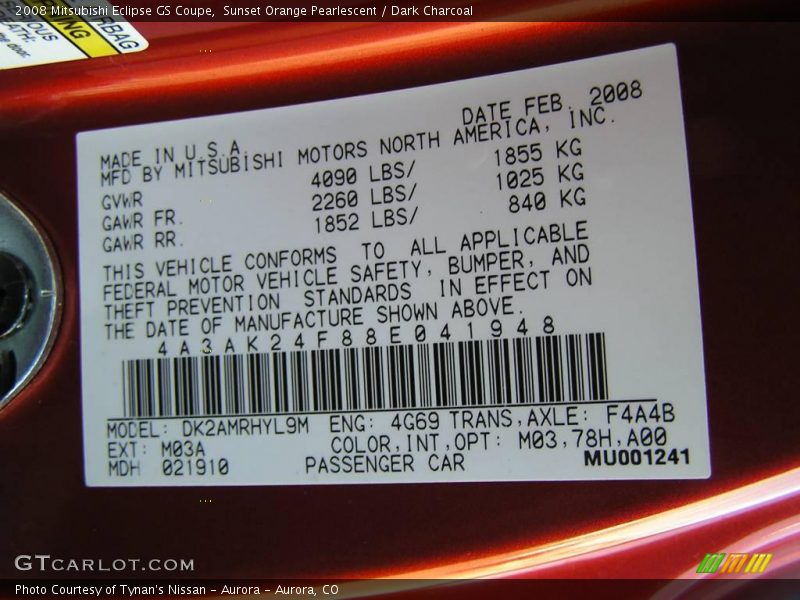 2008 Mitsubishi Eclipse GS Coupe, Sunset Orange Pearlescent / Dark Charcoal
AIRBAG
DATE FEB. 2008
MADE IN U.S.A.
MFD BY MITSUBISHI MOTORS NORTH AMERICA, INC.
GVWR 4090 LBS/ 1855 KG
GAWR FR. 2260 LBS/ 1025 KG
GAWR RR. 1852 LBS/ 840 KG
THIS VEHICLE CONFORMS TO ALL APPLICABLE
FEDERAL MOTOR VEHICLE SAFETY, BUMPER, AND
THEFT PREVENTION STANDARDS IN EFFECT ON
THE DATE OF MANUFACTURE SHOWN ABOVE.
4A3AK24F88E041948
MODEL: DK2AMRHYL9M ENG: 4G69 TRANS,AXLE: F4A4B
EXT: M03A COLOR,INT,OPT: M03,78H,A00
MDH 021910 PASSENGER CAR MU001241
GTCARLOT.COM
Photo Courtesy of Tynan's Nissan - Aurora - Aurora, CO